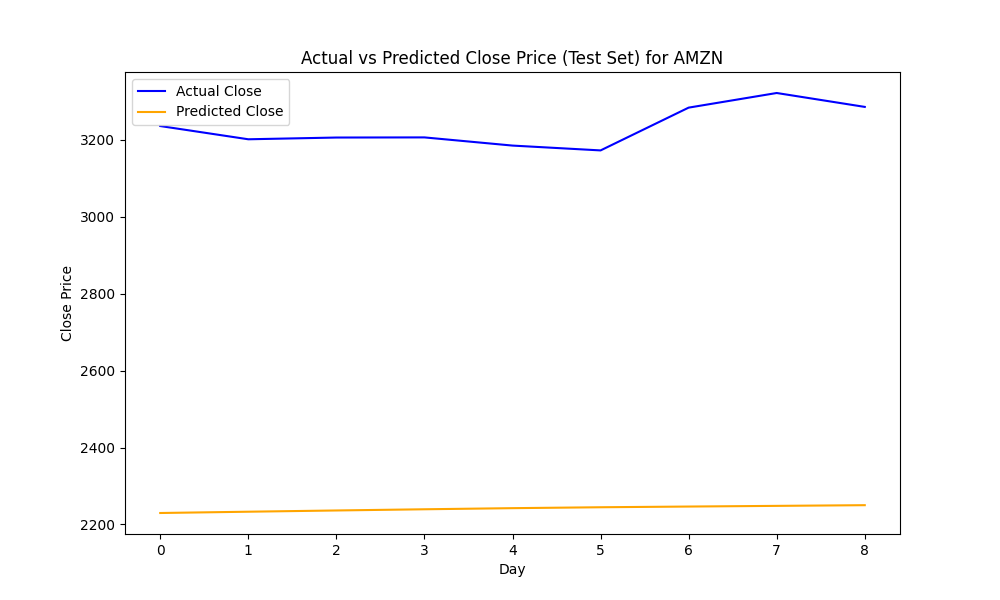 Actual vs Predicted Close Price (Test Set) for AMZN
Actual Close
Predicted Close
3200
3000
2800
2600
2400
2200
Close Price
0 1 2 3 4 5 6 7 8
Day